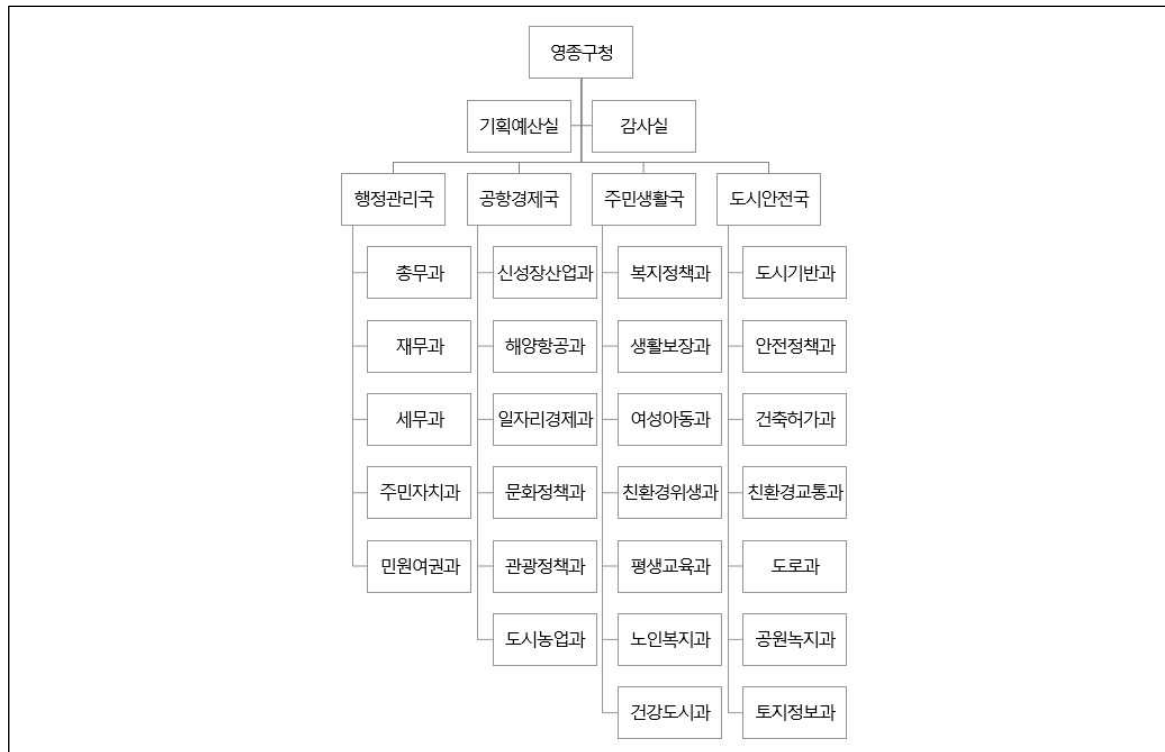 영종구청
기획예산실 감사실
행정관리국 공항경제국 주민생활국 도시안전국
총무과 신성장산업과 복지정책과 도시기반과
재무과 해양항공과 생활보장과 안전정책과
세무과 일자리경제과 여성아동과 건축허가과
주민자치과 문화정책과 친환경위생과 친환경교통과
민원여권과 관광정책과 평생교육과 도로과
도시농업과 노인복지과 공원녹지과
건강도시과 토지정보과